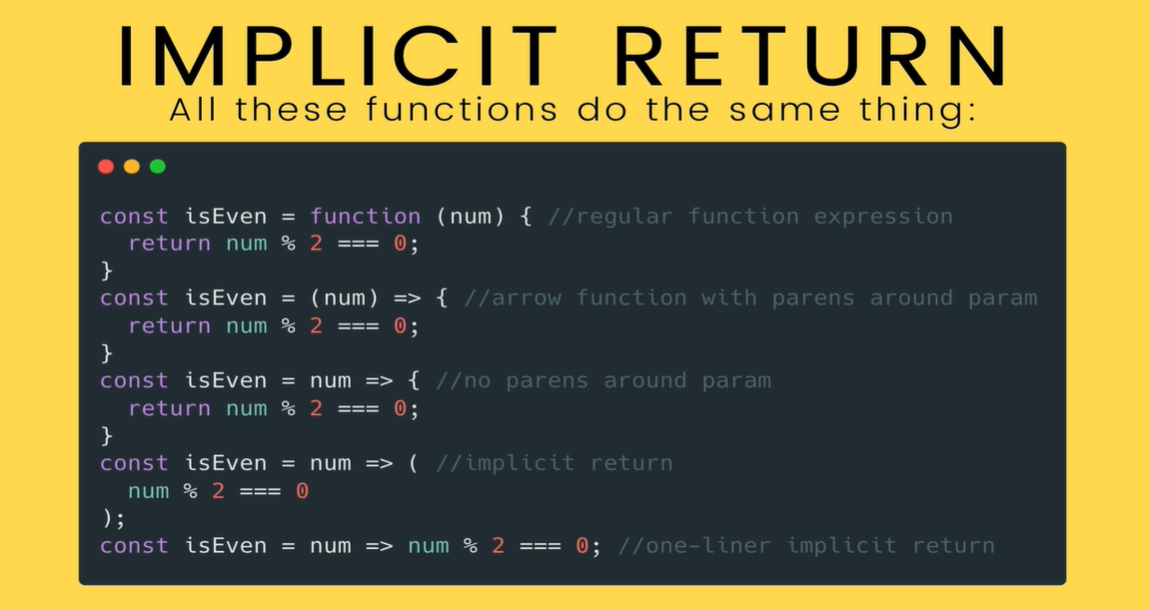 IMPLICIT RETURN
All these functions do the same thing:
const isEven = function (num) { //regular function expression
  return num % 2 === 0;
}
const isEven = (num) => { //arrow function with parens around param
  return num % 2 === 0;
}
const isEven = num => { //no parens around param
  return num % 2 === 0;
}
const isEven = num => ( //implicit return
  num % 2 === 0
);
const isEven = num => num % 2 === 0; //one-liner implicit return